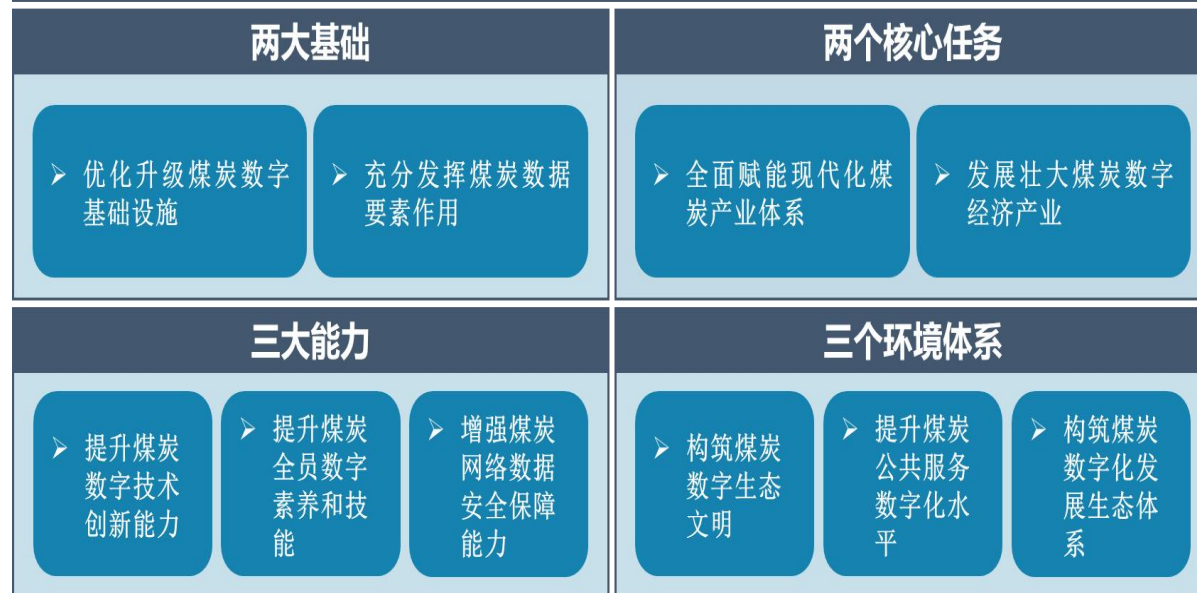 两大基础
➢ 优化升级煤炭数字
基础设施
➢ 充分发挥煤炭数据
要素作用
两个核心任务
➢ 全面赋能现代化煤
炭产业体系
➢ 发展壮大煤炭数字
经济产业
三大能力
➢ 提升煤炭
数字技术
创新能力
➢ 提升煤炭
全员数字
素养和技
能
➢ 增强煤炭
网络数据
安全保障
能力
三个环境体系
➢ 构筑煤炭
数字生态
文明
➢ 提升煤炭
公共服务
数字化水
平
➢ 构筑煤炭
数字化发
展生态体
系